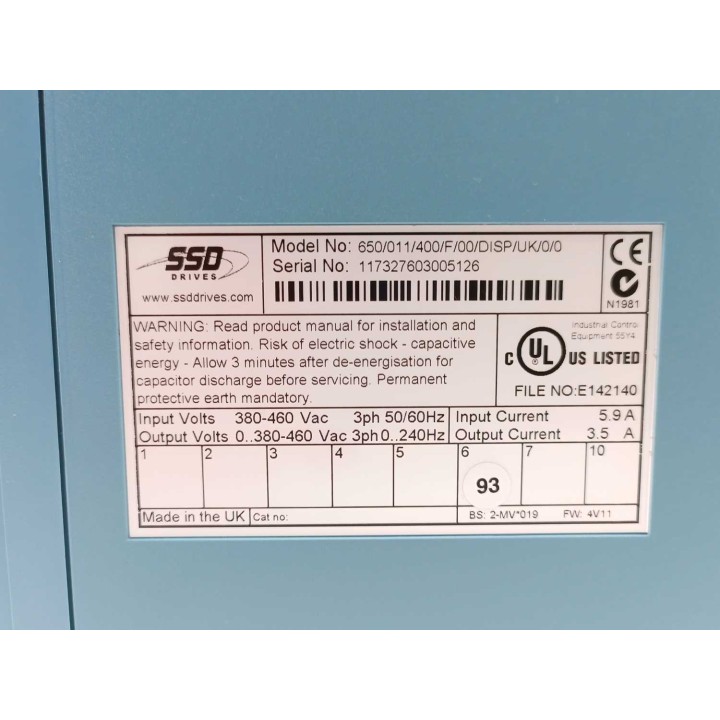 SSD
DRIVES
www.ssddrives.com
Model No: 650/011/400/F/00/DISP/UK/0/0
Serial No: 117327603005126
CE
N1981
WARNING: Read product manual for installation and
safety information. Risk of electric shock - capacitive
energy - Allow 3 minutes after de-energisation for
capacitor discharge before servicing. Permanent
protective earth mandatory.
Industrial Control
Equipment 55Y4
C UL US LISTED
FILE NO:E142140
Input Volts 380-460 Vac 3ph 50/60Hz
Output Volts 0..380-460 Vac 3ph 0..240Hz
Input Current 5.9 A
Output Current 3.5 A
1 2 3 4 5 6 7 10
93
Made in the UK
Cat no:
BS: 2-MV*019 FW: 4V11